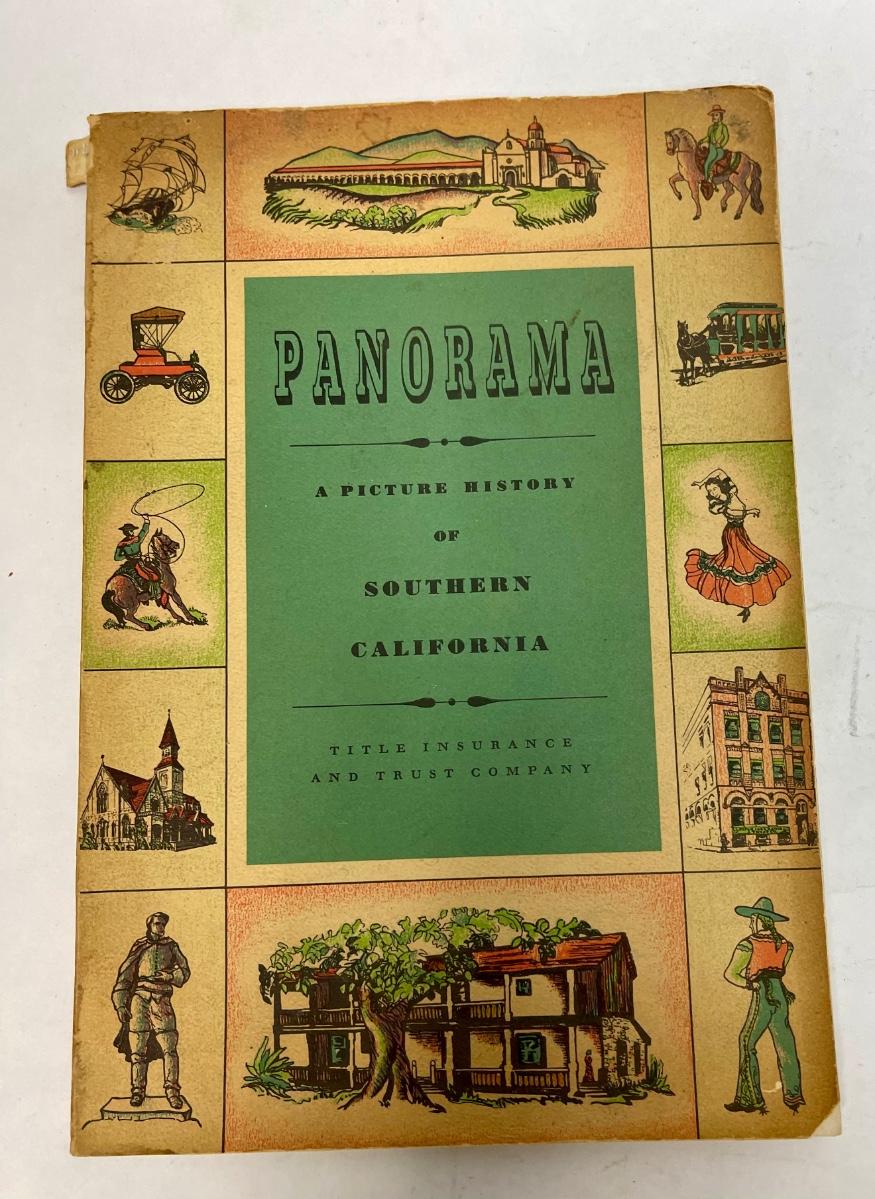 PANORAMA
A PICTURE HISTORY
OF
SOUTHERN
CALIFORNIA
TITLE INSURANCE
AND TRUST COMPANY